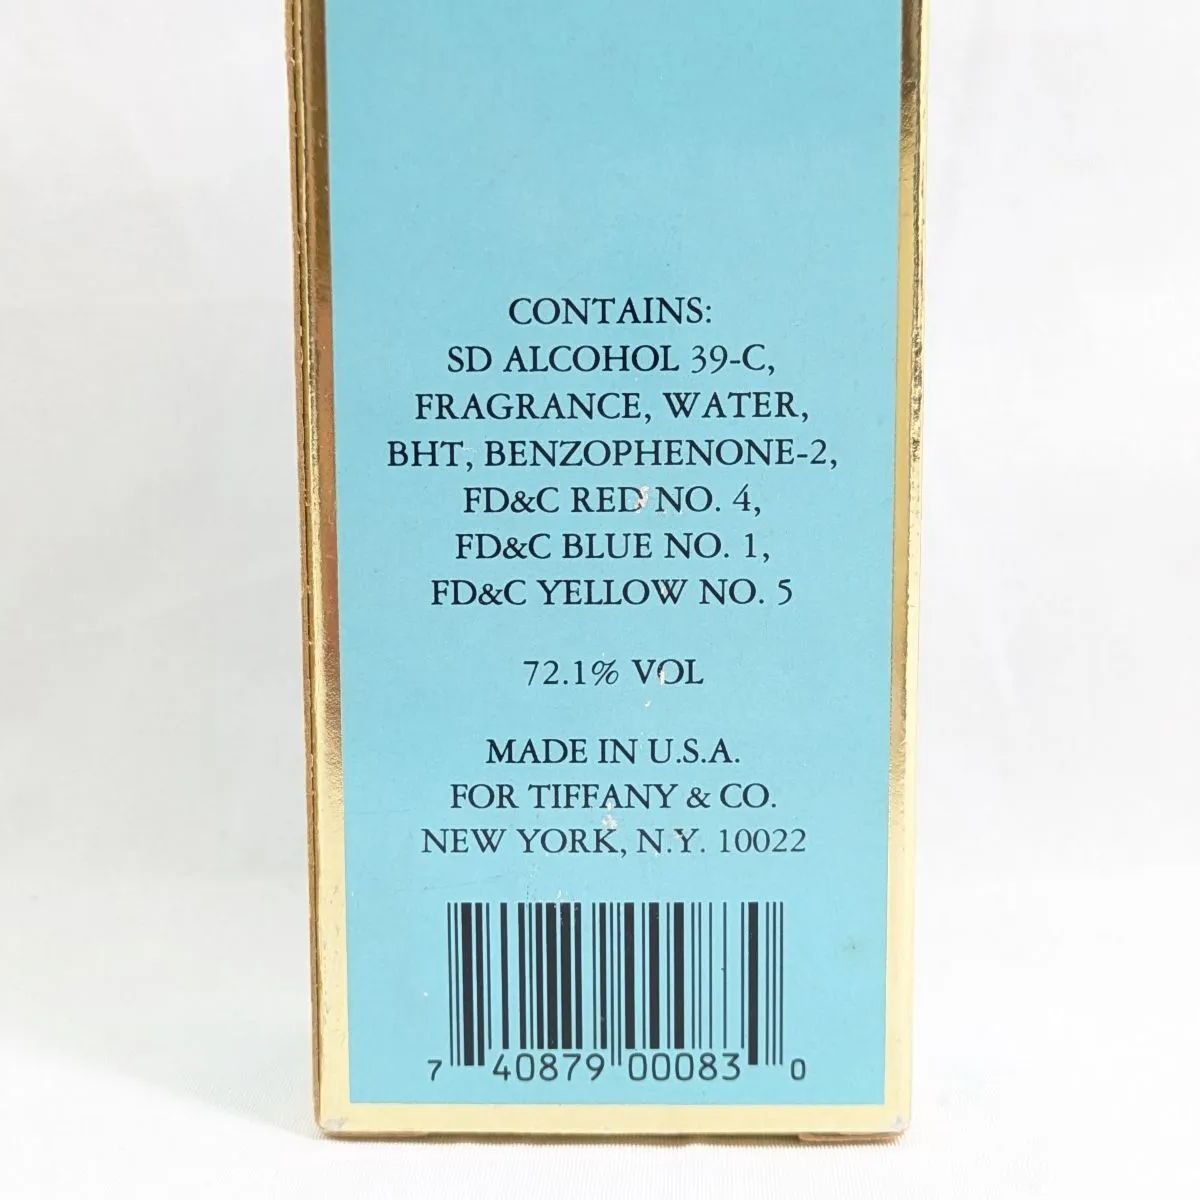 CONTAINS:
SD ALCOHOL 39-C,
FRAGRANCE, WATER,
BHT, BENZOPHENONE-2,
FD&C RED NO. 4,
FD&C BLUE NO. 1,
FD&C YELLOW NO. 5
72.1% VOL
MADE IN U.S.A.
FOR TIFFANY & CO.
NEW YORK, N.Y. 10022
7 40879 00083 0